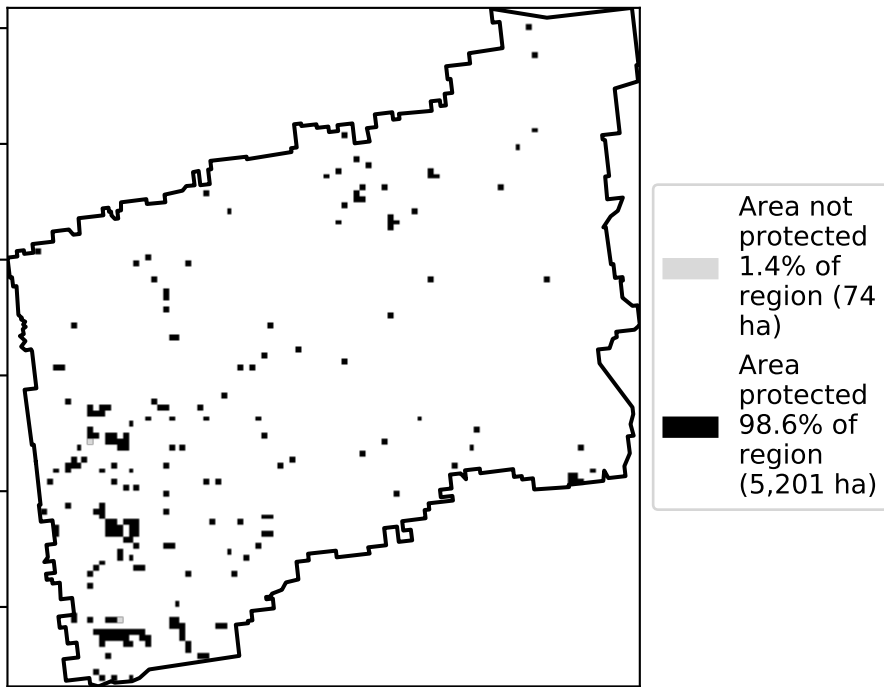 Area not
protected
1.4% of
region (74
ha)
Area
protected
98.6% of
region
(5,201 ha)